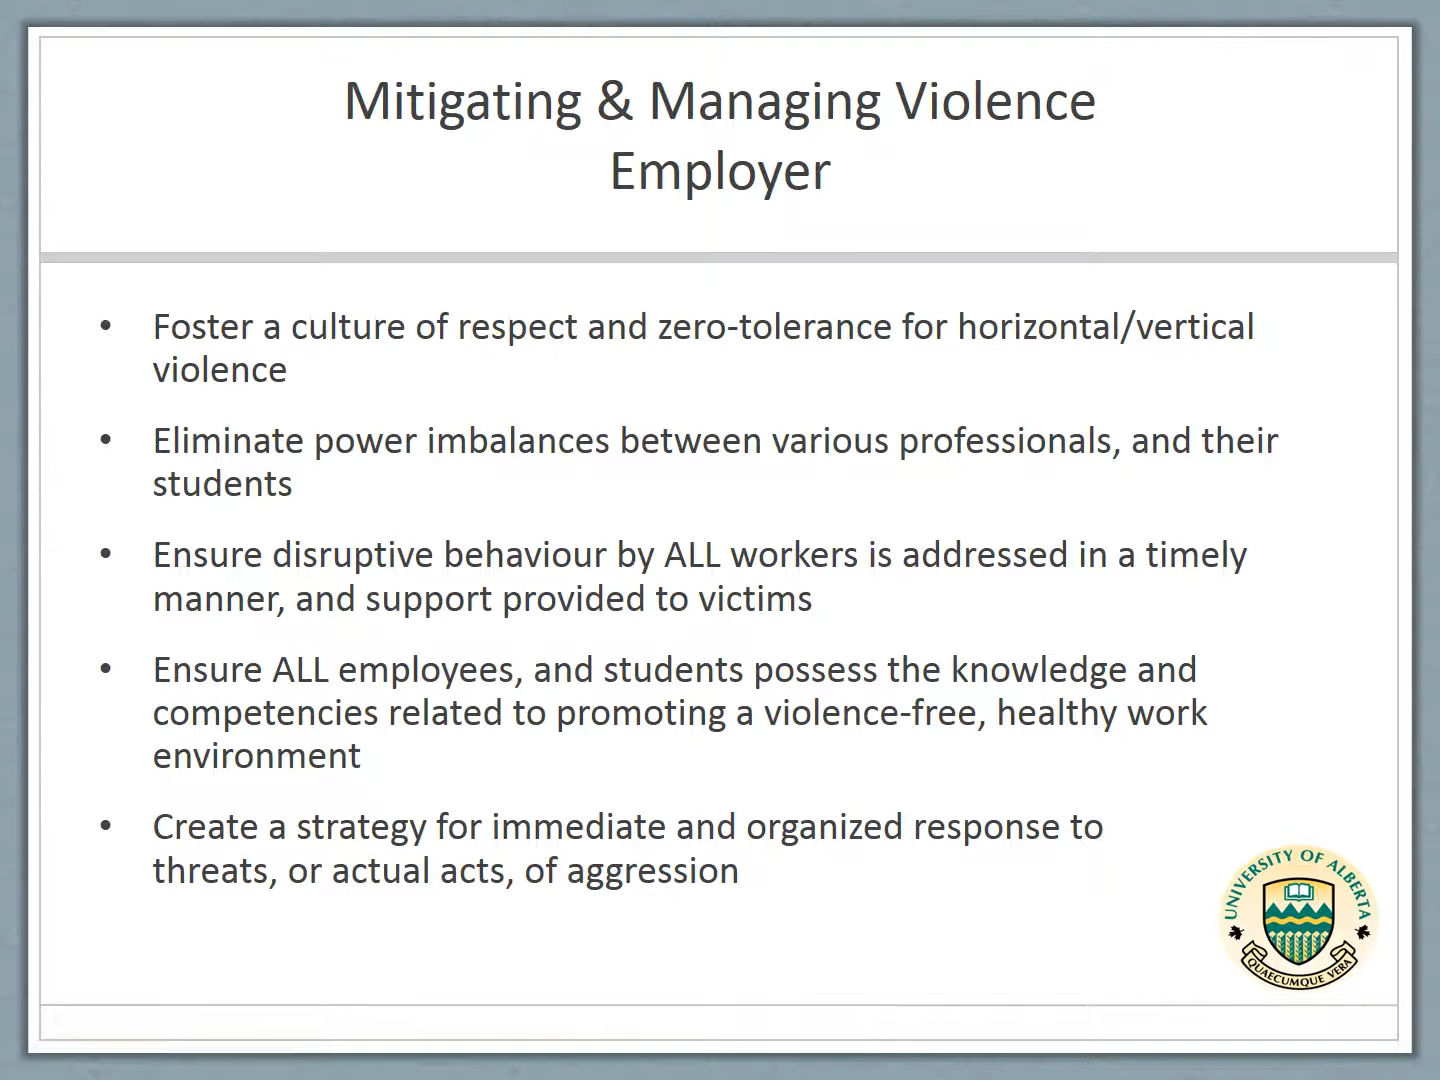 Mitigating & Managing Violence
Employer
• Foster a culture of respect and zero-tolerance for horizontal/vertical
violence
• Eliminate power imbalances between various professionals, and their
students
• Ensure disruptive behaviour by ALL workers is addressed in a timely
manner, and support provided to victims
• Ensure ALL employees, and students possess the knowledge and
competencies related to promoting a violence-free, healthy work
environment
• Create a strategy for immediate and organized response to
threats, or actual acts, of aggression
UNIVERSITY OF ALBERTA
QUAECUMQUE VERA